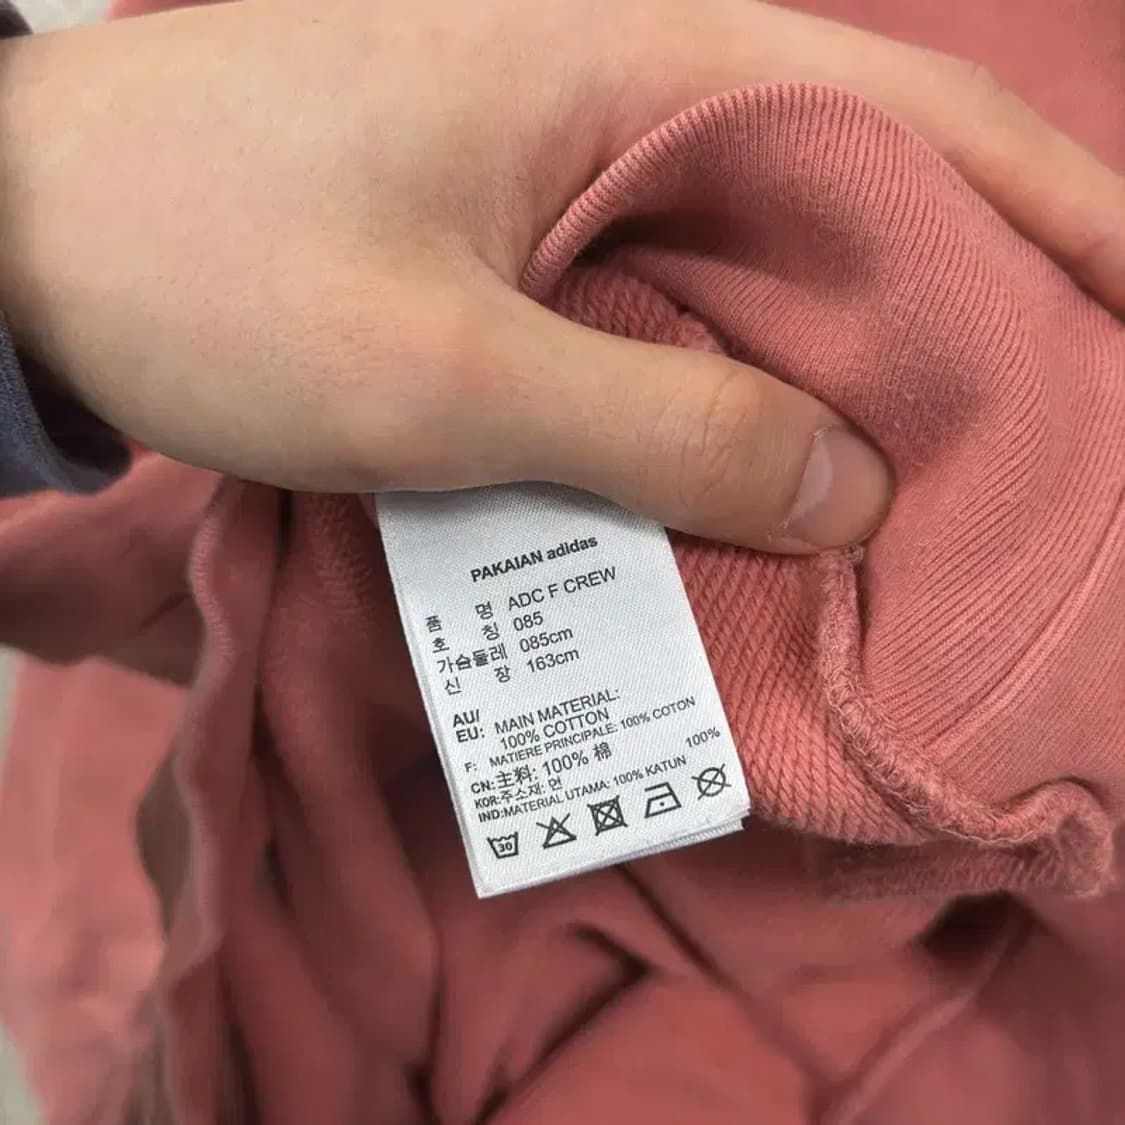 PAKAIAN adidas
품 명 ADC F CREW
호 칭 085
가슴둘레 085cm
신 장 163cm
AU/EU: MAIN MATERIAL:
100% COTTON
F: MATIERE PRINCIPALE: 100% COTON
CN:主料: 100% 棉
KOR:주소재: 면 100%
IND:MATERIAL UTAMA: 100% KATUN
30